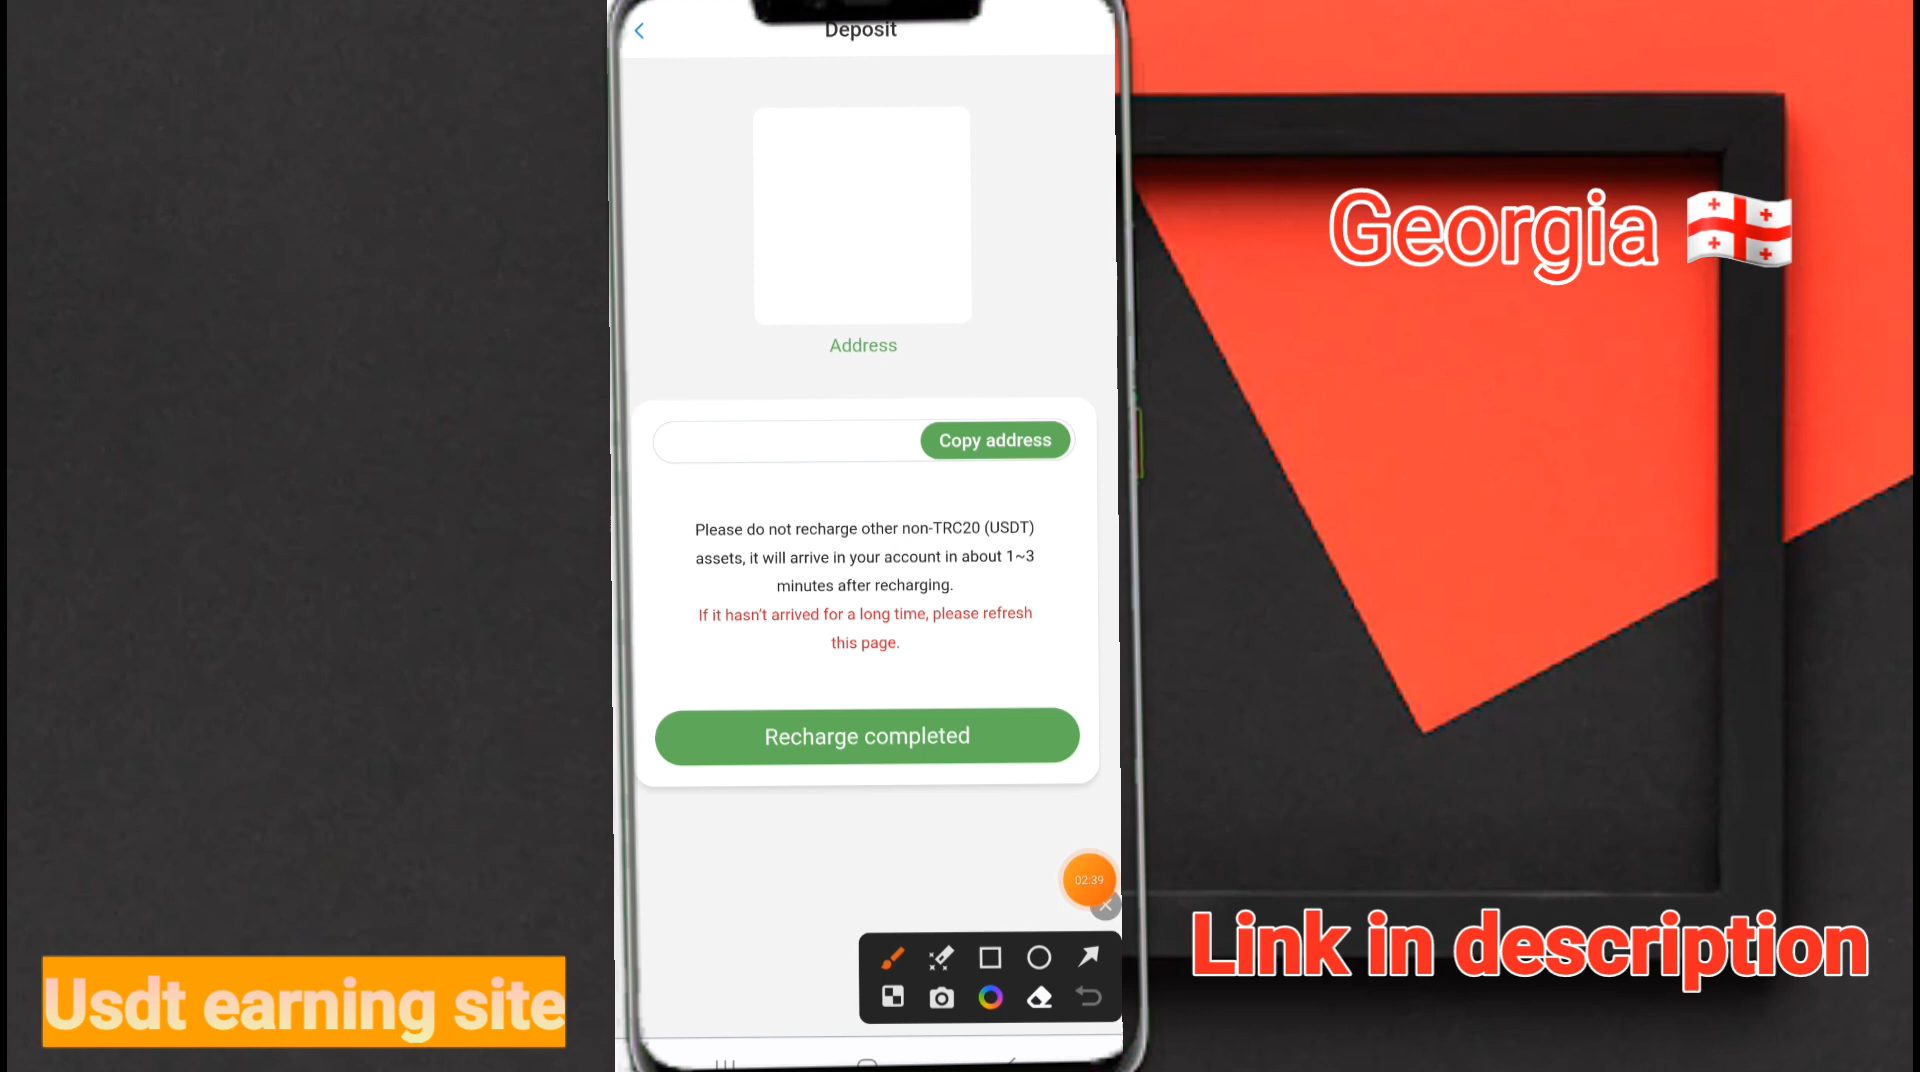 Deposit
Address
Copy address
Please do not recharge other non-TRC20 (USDT)
assets, it will arrive in your account in about 1~3
minutes after recharging.
If it hasn't arrived for a long time, please refresh
this page.
Recharge completed
02:39
Georgia 🇬🇪
Link in description
Usdt earning site